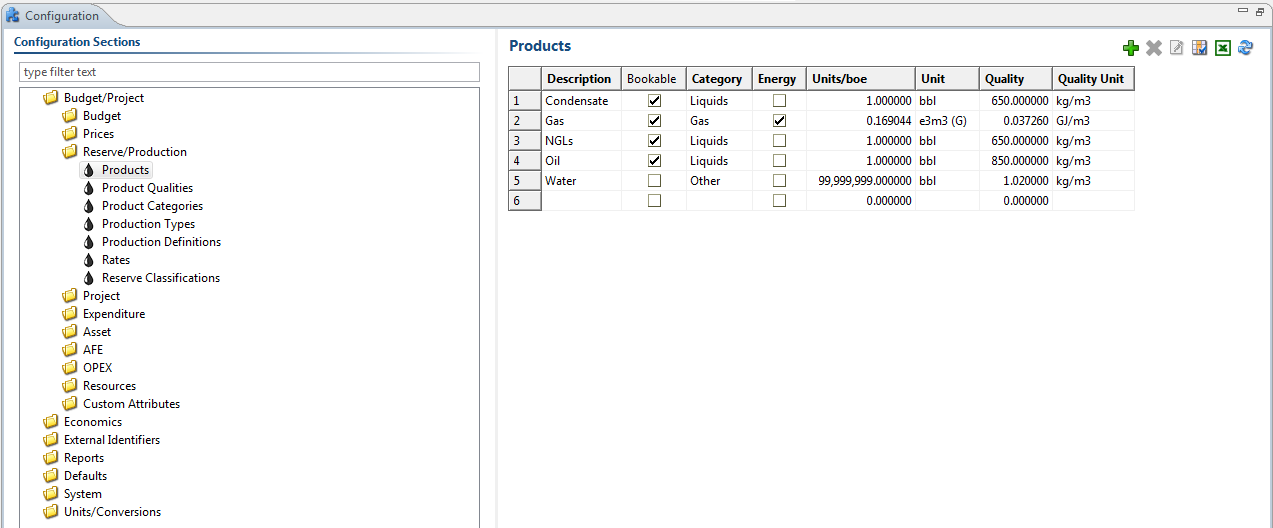 Configuration
Configuration Sections
type filter text
Budget/Project
Budget
Prices
Reserve/Production
Products
Product Qualities
Product Categories
Production Types
Production Definitions
Rates
Reserve Classifications
Project
Expenditure
Asset
AFE
OPEX
Resources
Custom Attributes
Economics
External Identifiers
Reports
Defaults
System
Units/Conversions
Products
Description Bookable Category Energy Units/boe Unit Quality Quality Unit
1 Condensate Liquids 1.000000 bbl 650.000000 kg/m3
2 Gas Gas 0.169044 e3m3 (G) 0.037260 GJ/m3
3 NGLs Liquids 1.000000 bbl 650.000000 kg/m3
4 Oil Liquids 1.000000 bbl 850.000000 kg/m3
5 Water Other 99,999,999.000000 bbl 1.020000 kg/m3
6 0.000000 0.000000